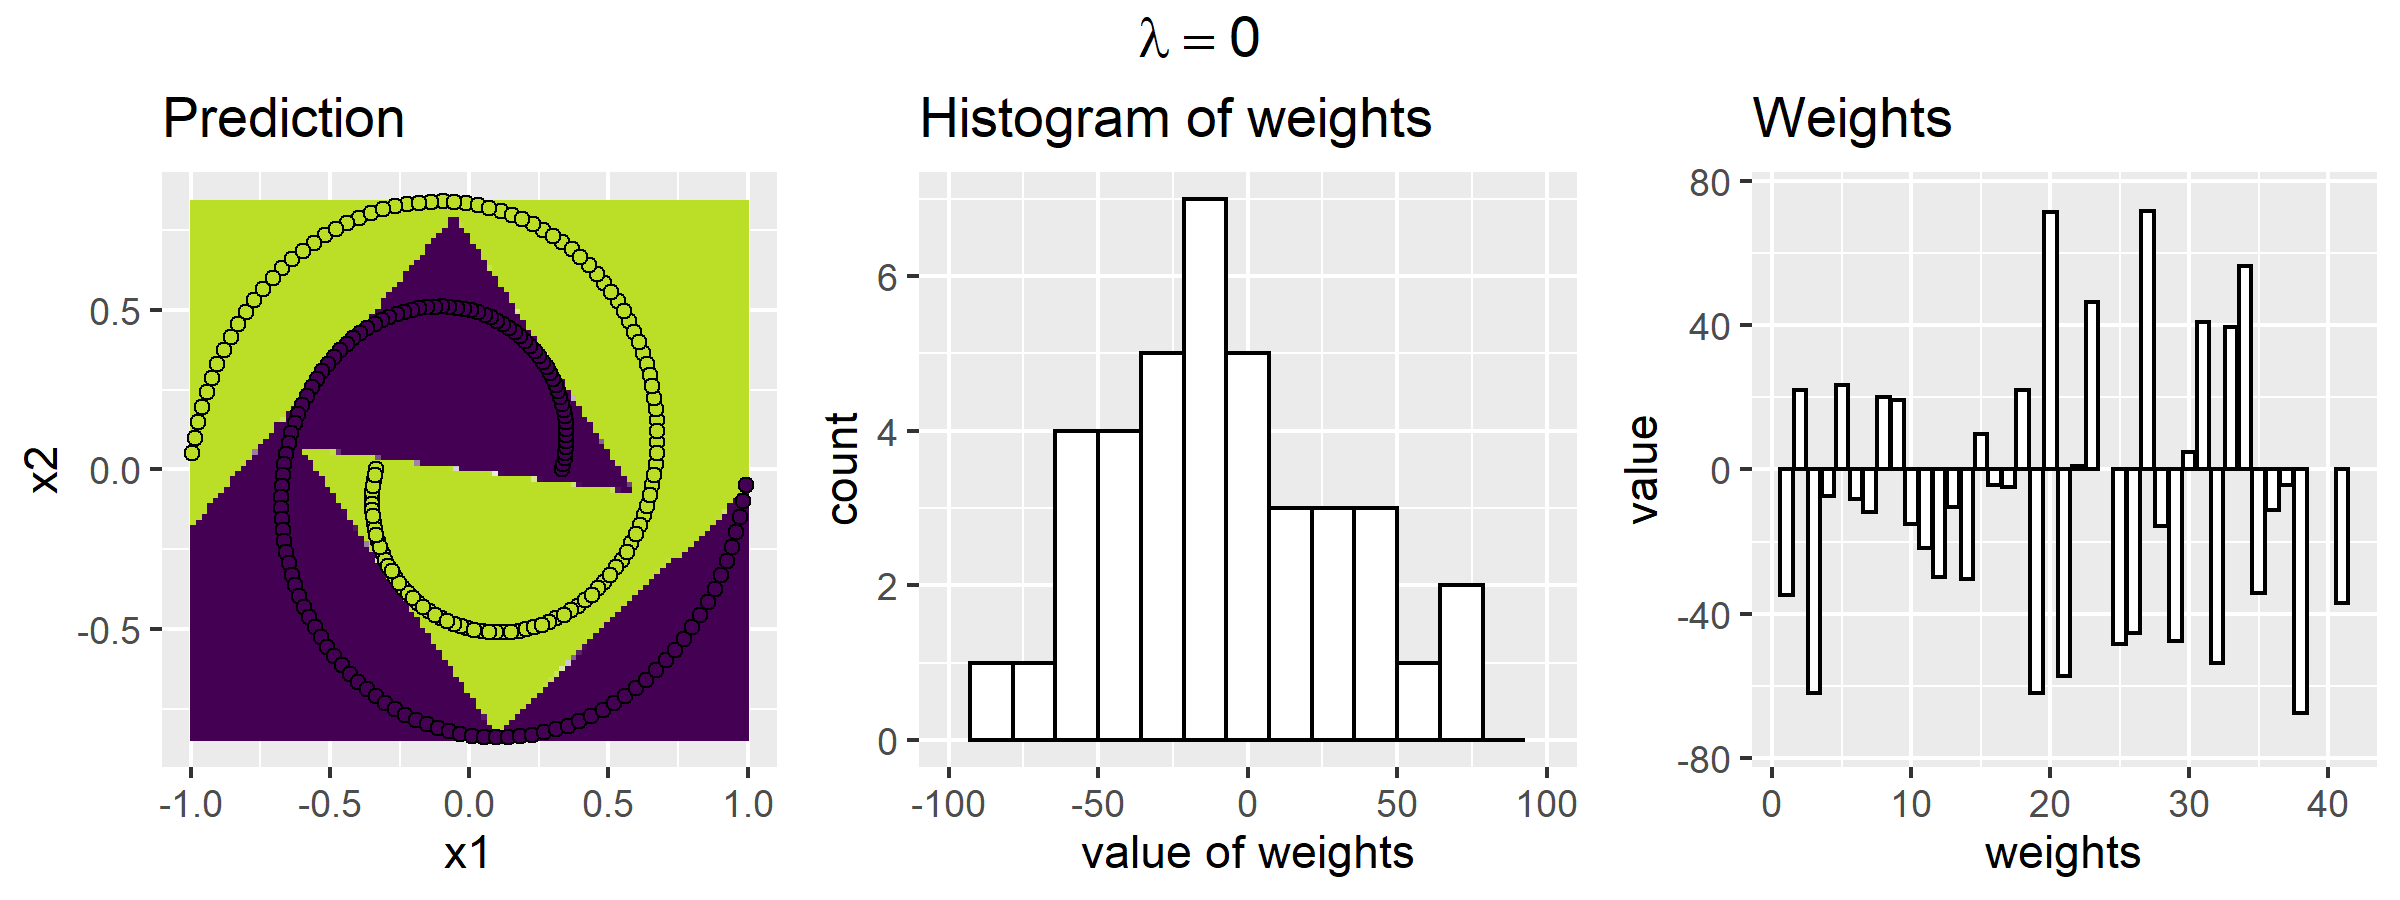 λ = 0
Prediction
Histogram of weights
Weights
0.5
0.0
-0.5
x2
-1.0
-0.5
0.0
0.5
1.0
x1
6
4
2
0
count
-100
-50
0
50
100
value of weights
80
40
0
-40
-80
value
0
10
20
30
40
weights